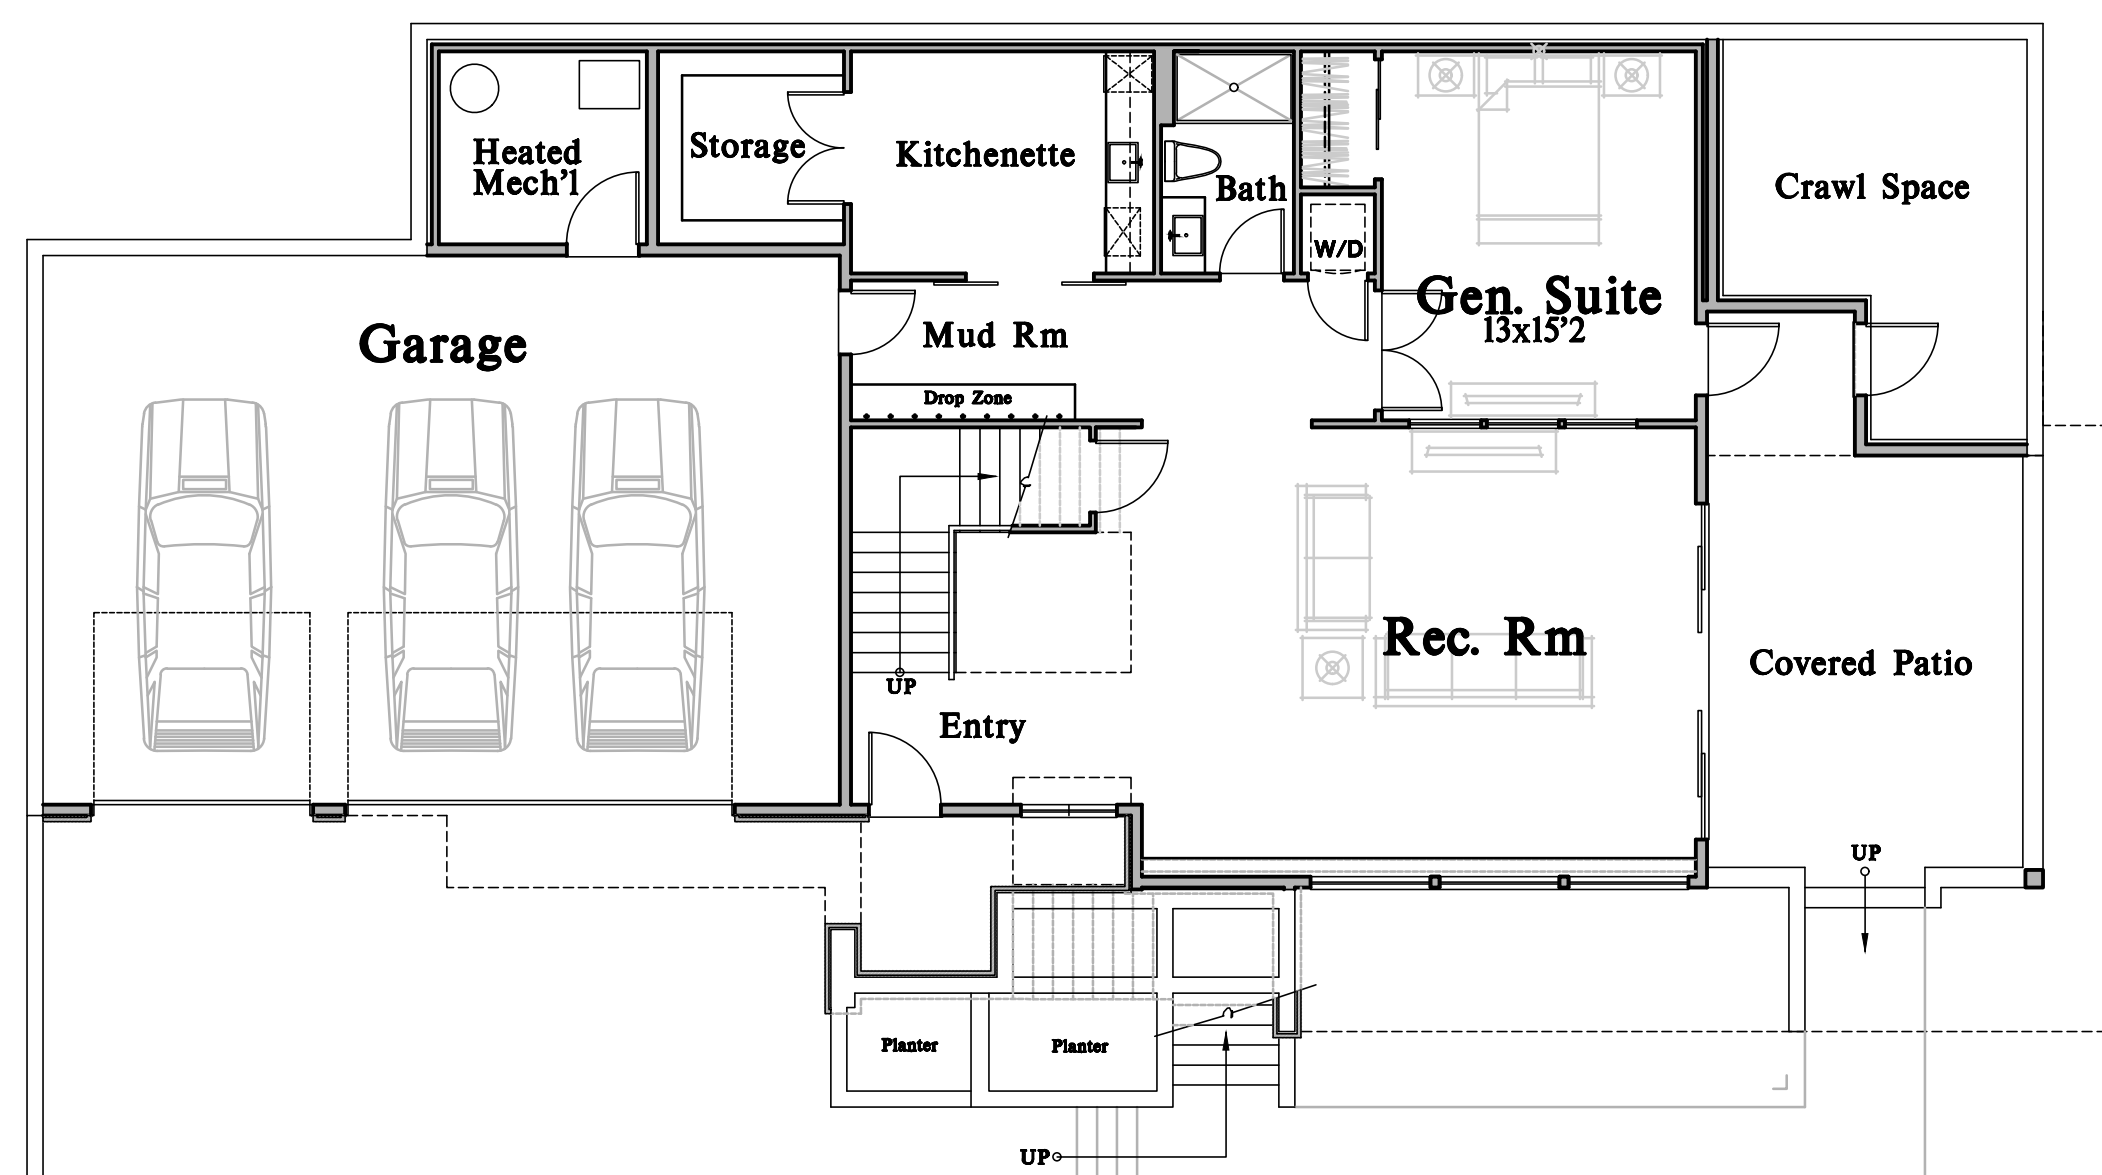 Heated
Mech'l
Storage
Kitchenette
Bath
Crawl Space
W/D
Gen. Suite
13x15'2
Garage
Mud Rm
Drop Zone
Rec. Rm
Covered Patio
UP
Entry
UP
Planter
Planter
UP